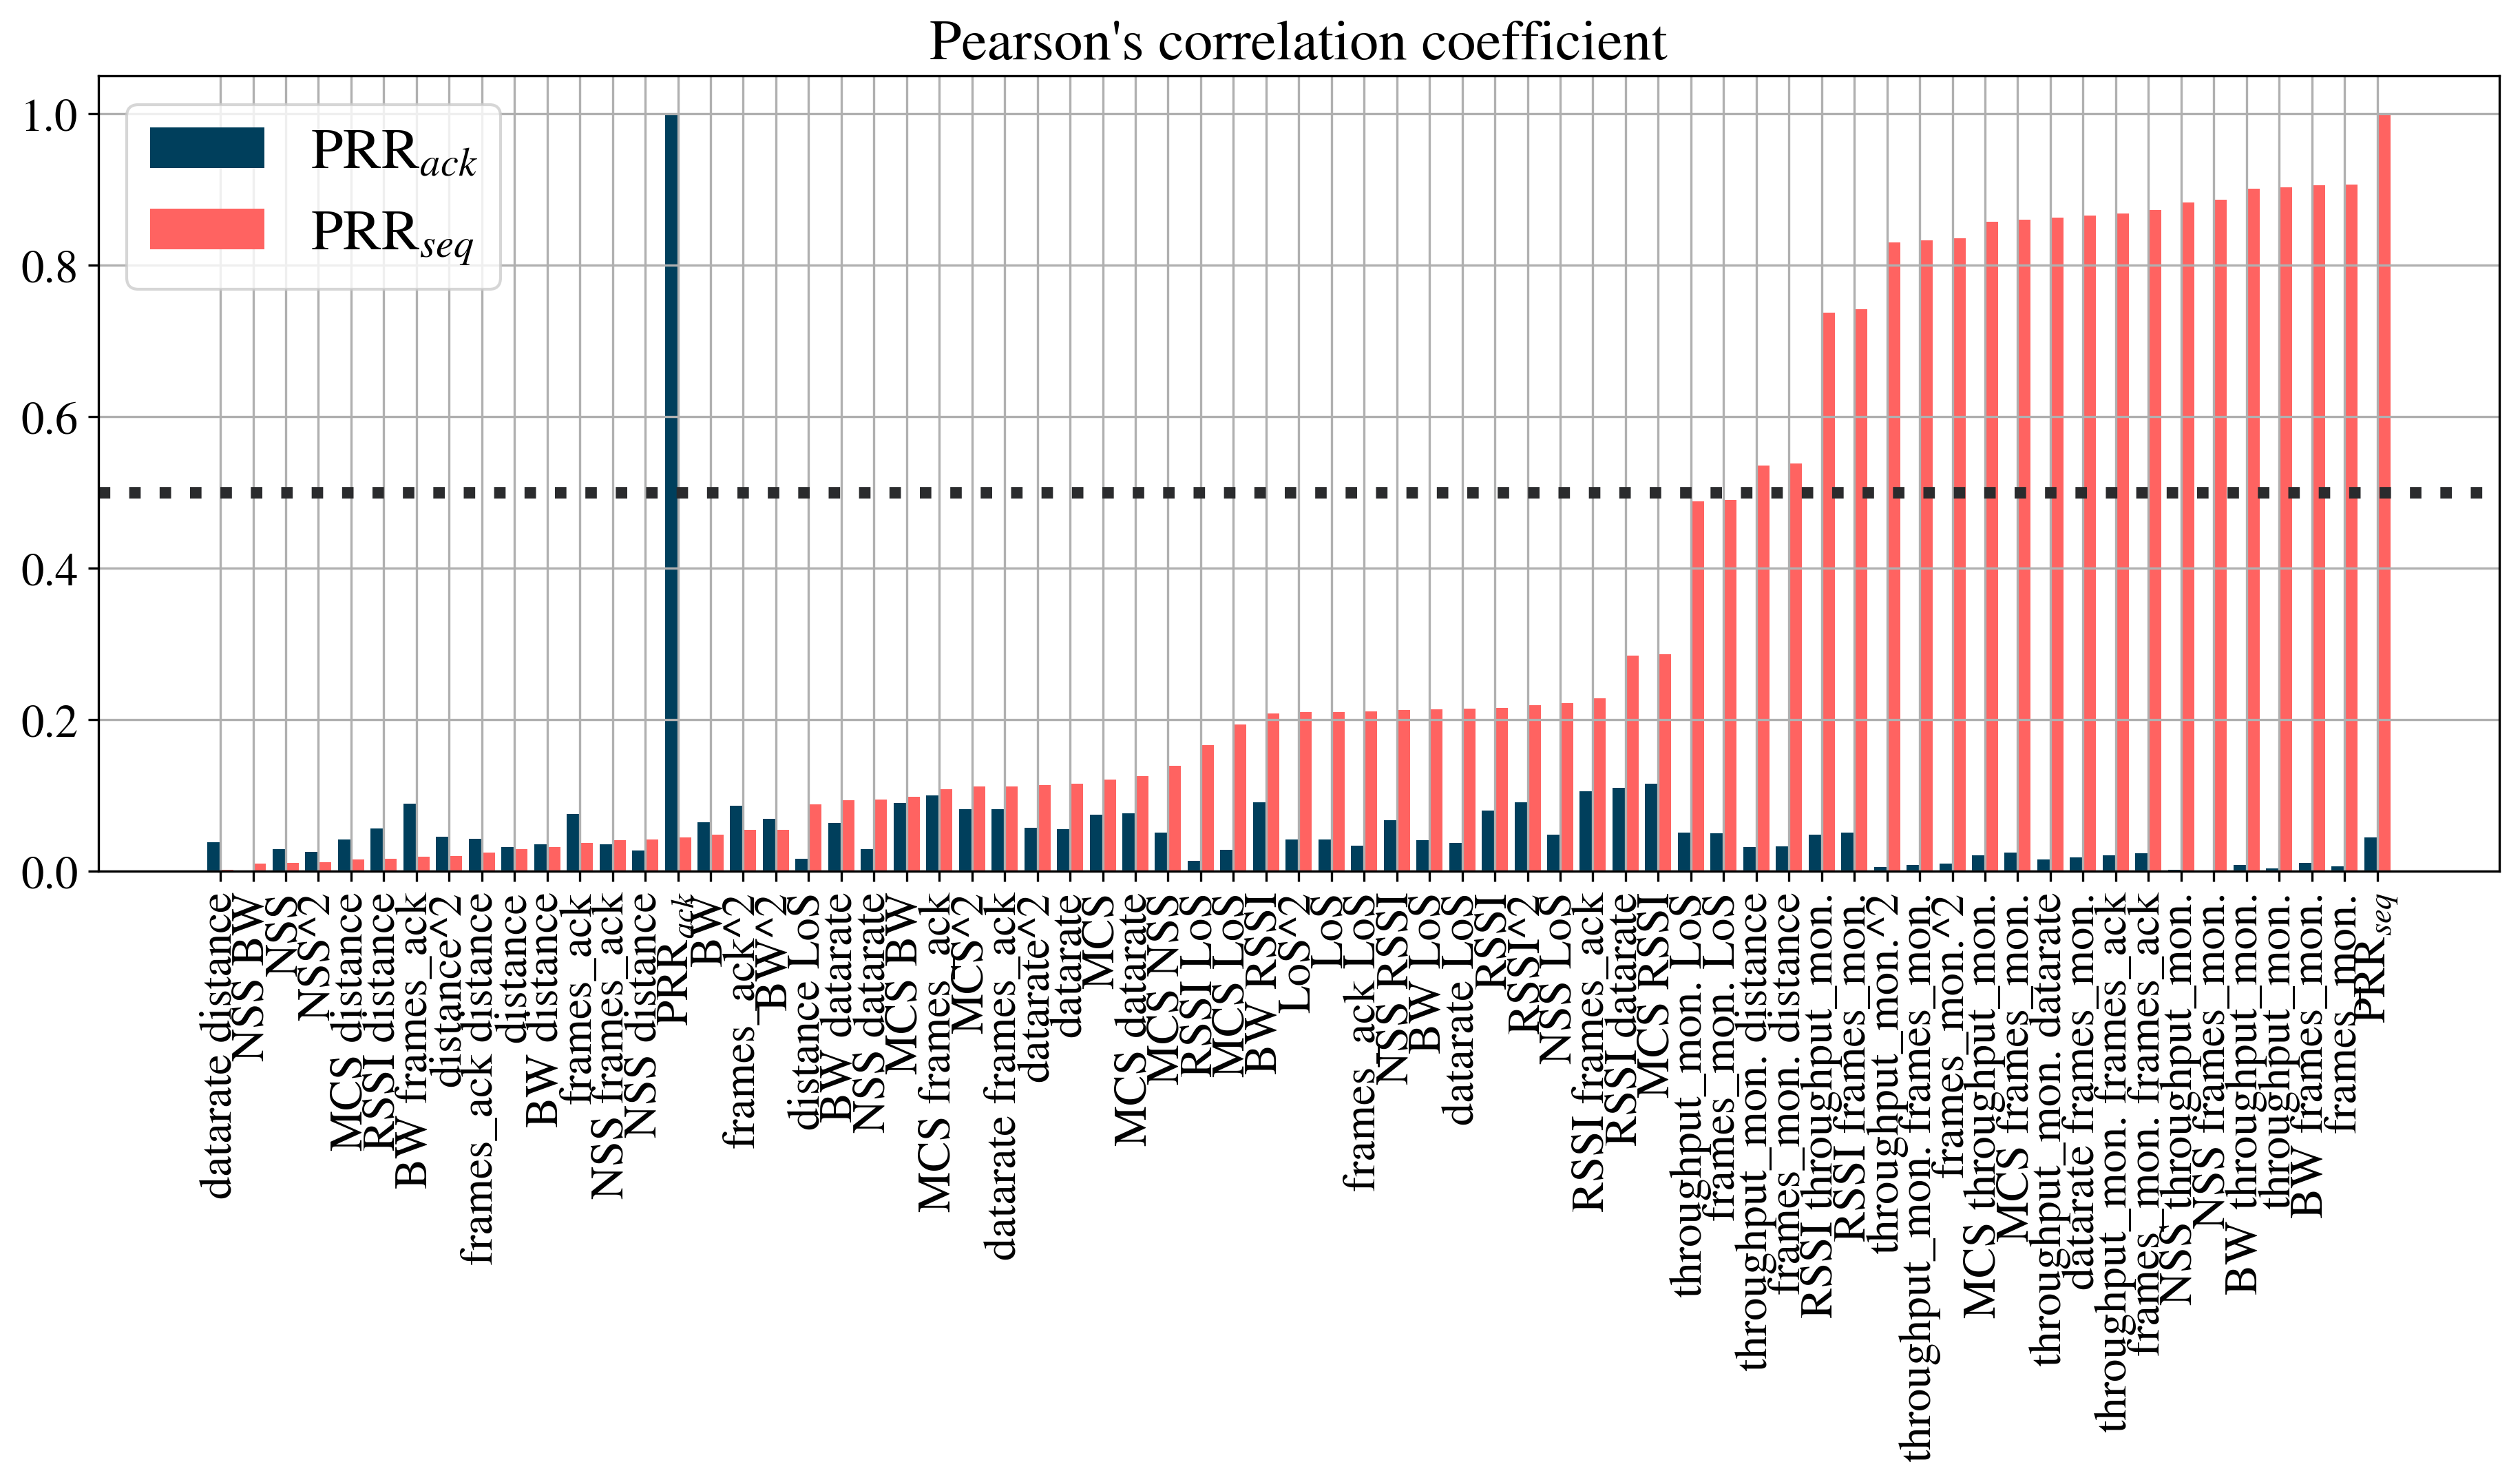 Pearson's correlation coefficient
1.0
0.8
0.6
0.4
0.2
0.0
PRR_ack
PRR_seq
datarate distance
NSS BW
NSS
NSS^2
MCS distance
RSSI distance
BW frames_ack
distance^2
frames_ack distance
distance
BW distance
frames_ack
NSS frames_ack
NSS distance
PRR_ack
BW
frames_ack^2
BW^2
distance LoS
BW datarate
NSS datarate
MCS BW
MCS frames_ack
MCS^2
datarate frames_ack
datarate^2
datarate
MCS
MCS datarate
MCS NSS
RSSI LoS
MCS LoS
BW RSSI
LoS^2
LoS
frames_ack LoS
NSS RSSI
BW LoS
datarate LoS
RSSI
RSSI^2
NSS LoS
RSSI frames_ack
RSSI datarate
MCS RSSI
throughput_mon. LoS
frames_mon. LoS
throughput_mon. distance
frames_mon. distance
RSSI throughput_mon.
RSSI frames_mon.
throughput_mon.^2
throughput_mon. frames_mon.
frames_mon.^2
MCS throughput_mon.
MCS frames_mon.
throughput_mon. datarate
datarate frames_mon.
throughput_mon. frames_ack
frames_mon. frames_ack
NSS throughput_mon.
NSS frames_mon.
BW throughput_mon.
throughput_mon.
BW frames_mon.
frames_mon.
PRR_seq